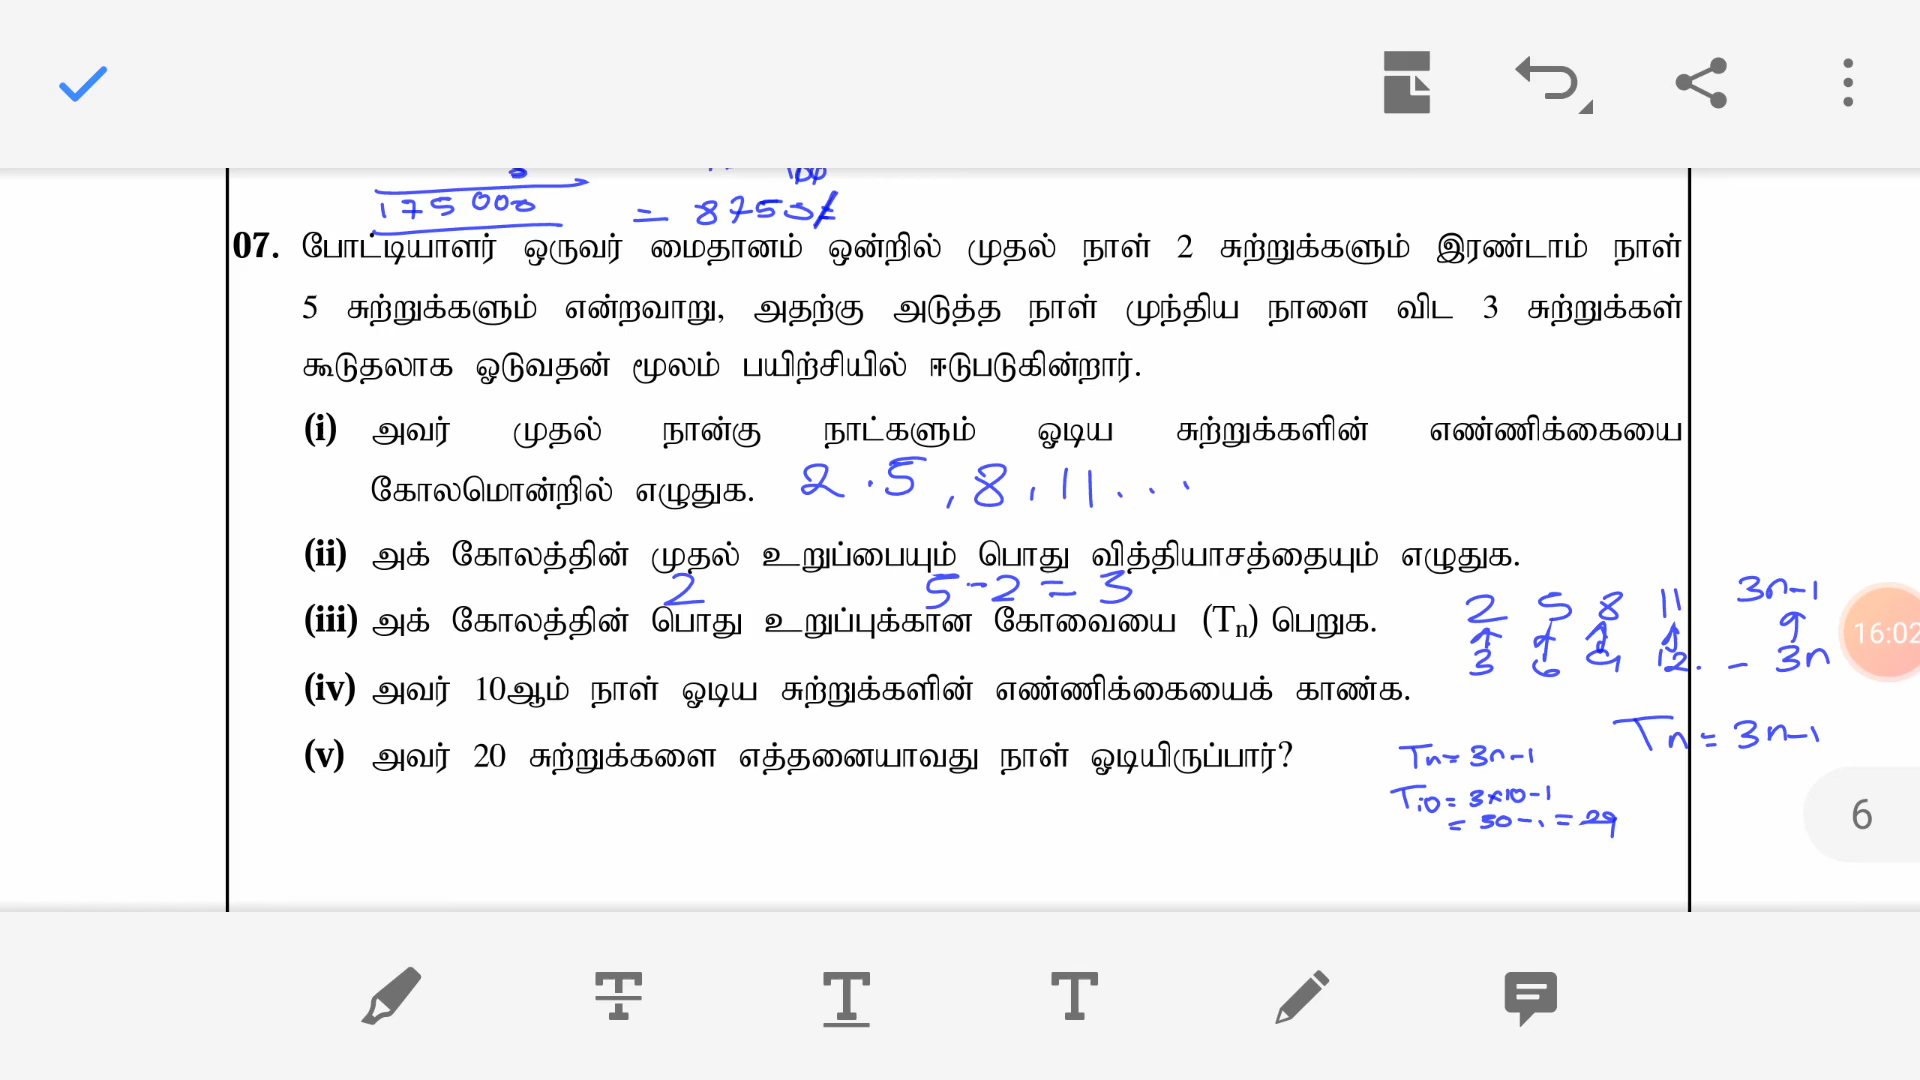 175000 = 8750/=
07. போட்டியாளர் ஒருவர் மைதானம் ஒன்றில் முதல் நாள் 2 சுற்றுக்களும் இரண்டாம் நாள்
5 சுற்றுக்களும் என்றவாறு, அதற்கு அடுத்த நாள் முந்திய நாளை விட 3 சுற்றுக்கள்
கூடுதலாக ஓடுவதன் மூலம் பயிற்சியில் ஈடுபடுகின்றார்.
(i) அவர் முதல் நான்கு நாட்களும் ஓடிய சுற்றுக்களின் எண்ணிக்கையை
கோலமொன்றில் எழுதுக. 2 . 5 , 8 , 11 . . .
(ii) அக் கோலத்தின் முதல் உறுப்பையும் பொது வித்தியாசத்தையும் எழுதுக.
2 5 - 2 = 3
2 5 8 11 3n-1
(iii) அக் கோலத்தின் பொது உறுப்புக்கான கோவையை (Tn) பெறுக.
3 6 9 12. - 3n
16:02
(iv) அவர் 10ஆம் நாள் ஓடிய சுற்றுக்களின் எண்ணிக்கையைக் காண்க.
Tn = 3n-1
(v) அவர் 20 சுற்றுக்களை எத்தனையாவது நாள் ஓடியிருப்பார்?
Tn = 3n-1
T10 = 3×10-1
= 30-1 = 29
6